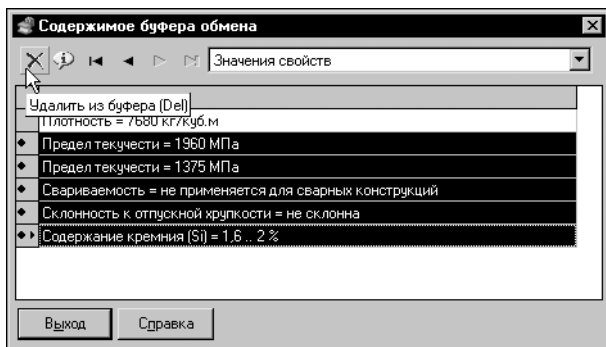 Содержимое буфера обмена
Значения свойств
Удалить из буфера (Del)
Плотность = 7680 кг/куб.м
Предел текучести = 1960 МПа
Предел текучести = 1375 МПа
Свариваемость = не применяется для сварных конструкций
Склонность к отпускной хрупкости = не склонна
Содержание кремния (Si) = 1,6 .. 2 %
Выход Справка